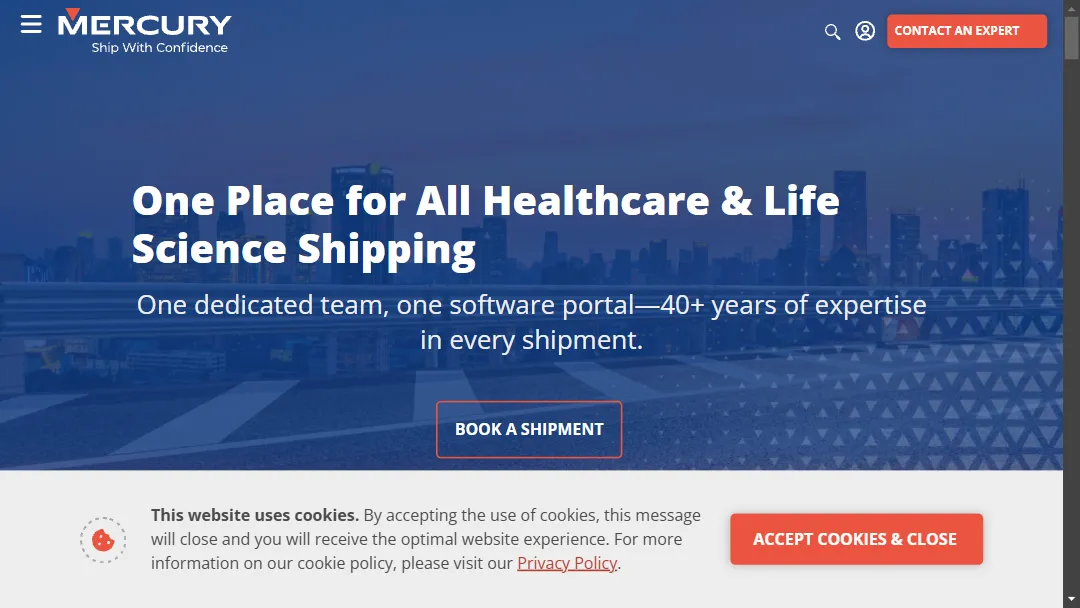 MERCURY
Ship With Confidence
CONTACT AN EXPERT
One Place for All Healthcare & Life
Science Shipping
One dedicated team, one software portal—40+ years of expertise
in every shipment.
BOOK A SHIPMENT
This website uses cookies. By accepting the use of cookies, this message
will close and you will receive the optimal website experience. For more
information on our cookie policy, please visit our Privacy Policy.
ACCEPT COOKIES & CLOSE